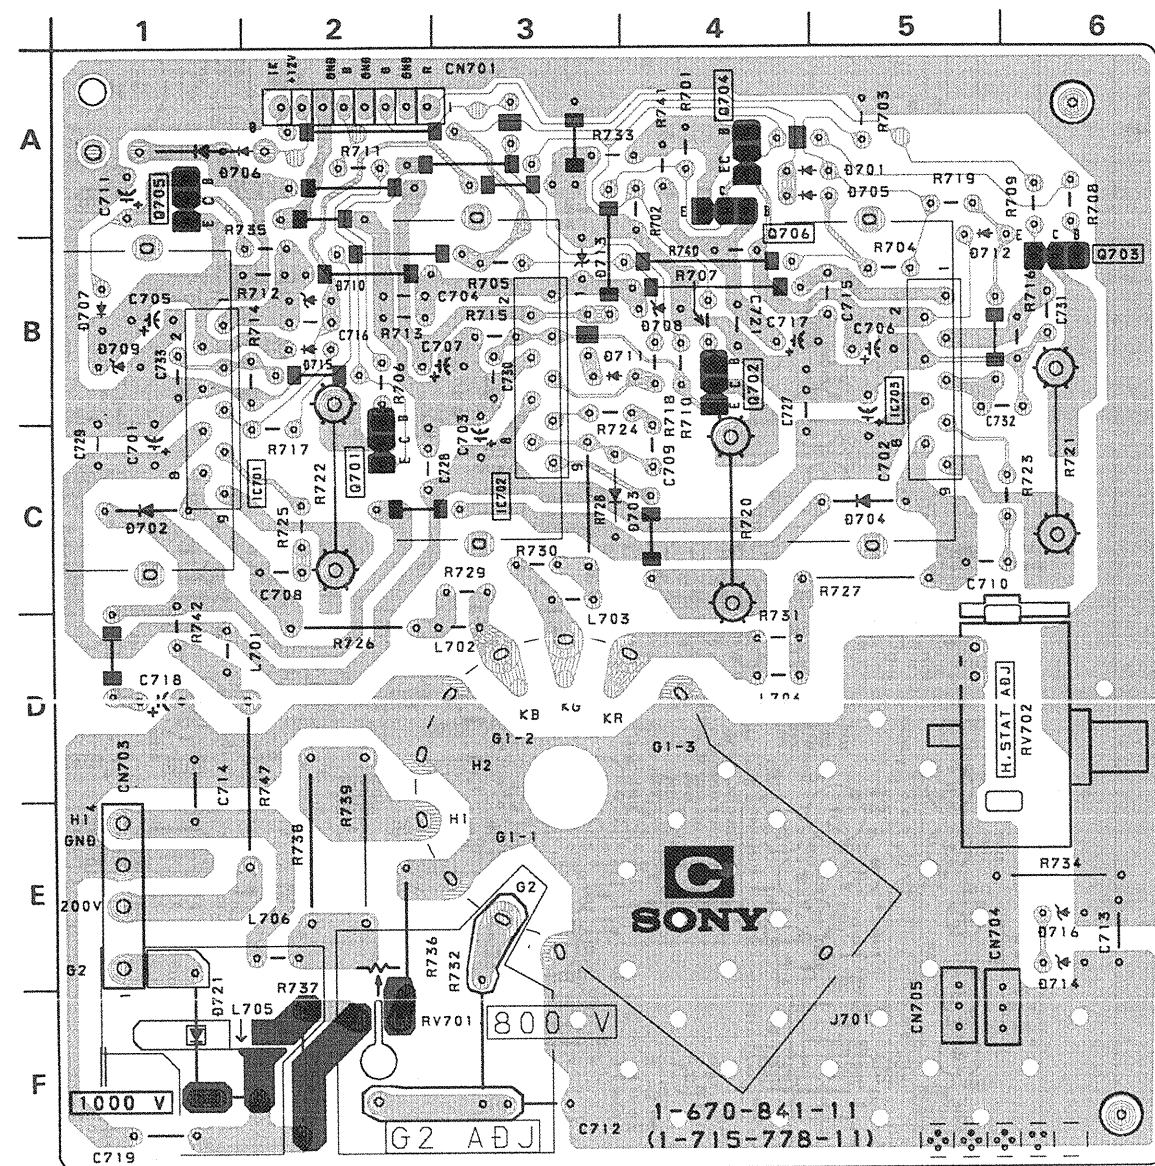 1 2 3 4 5 6
IK +12V GND B GND G GND R CN701
A
R711
R733
R741
R701
Q704
B
EC
R703
D706
C711
Q705
B
C
E
R735
D701
D705
R719
R709
R708
R702
E C B
Q706
R704
D712
E C B
Q703
D713
R740
R707
R705
C704
R715
D710
R712
R714
R713
C716
D707
C705
D709
C733
B
C707
C730
D708
D711
C721
C717
C715
C706
R716
C731
D715
R706
B
C
E
Q701
C703
R724
R718
R710
B
C
E
Q702
C727
IC703
C732
C729
C701
R717
R722
IC701
C728
IC702
R728
D703
C709
R720
C702
R723
R721
C
D702
R725
C708
R730
R729
D704
C710
R727
R742
L701
R726
L702
L703
R731
C718
L704
D
KB
KG
KR
G1-2
G1-3
H2
H.STAT ADJ
RV702
CN703
C714
R747
R739
R738
H1
GND
H1
G1-1
E
200V
G2
L706
G2
SONY
R734
D716
D714
C713
CN704
CN705
R736
R732
D721
L705
R737
RV701
800 V
J701
F
1000 V
G2 ADJ
C712
C719
1-670-841-11
(1-715-778-11)